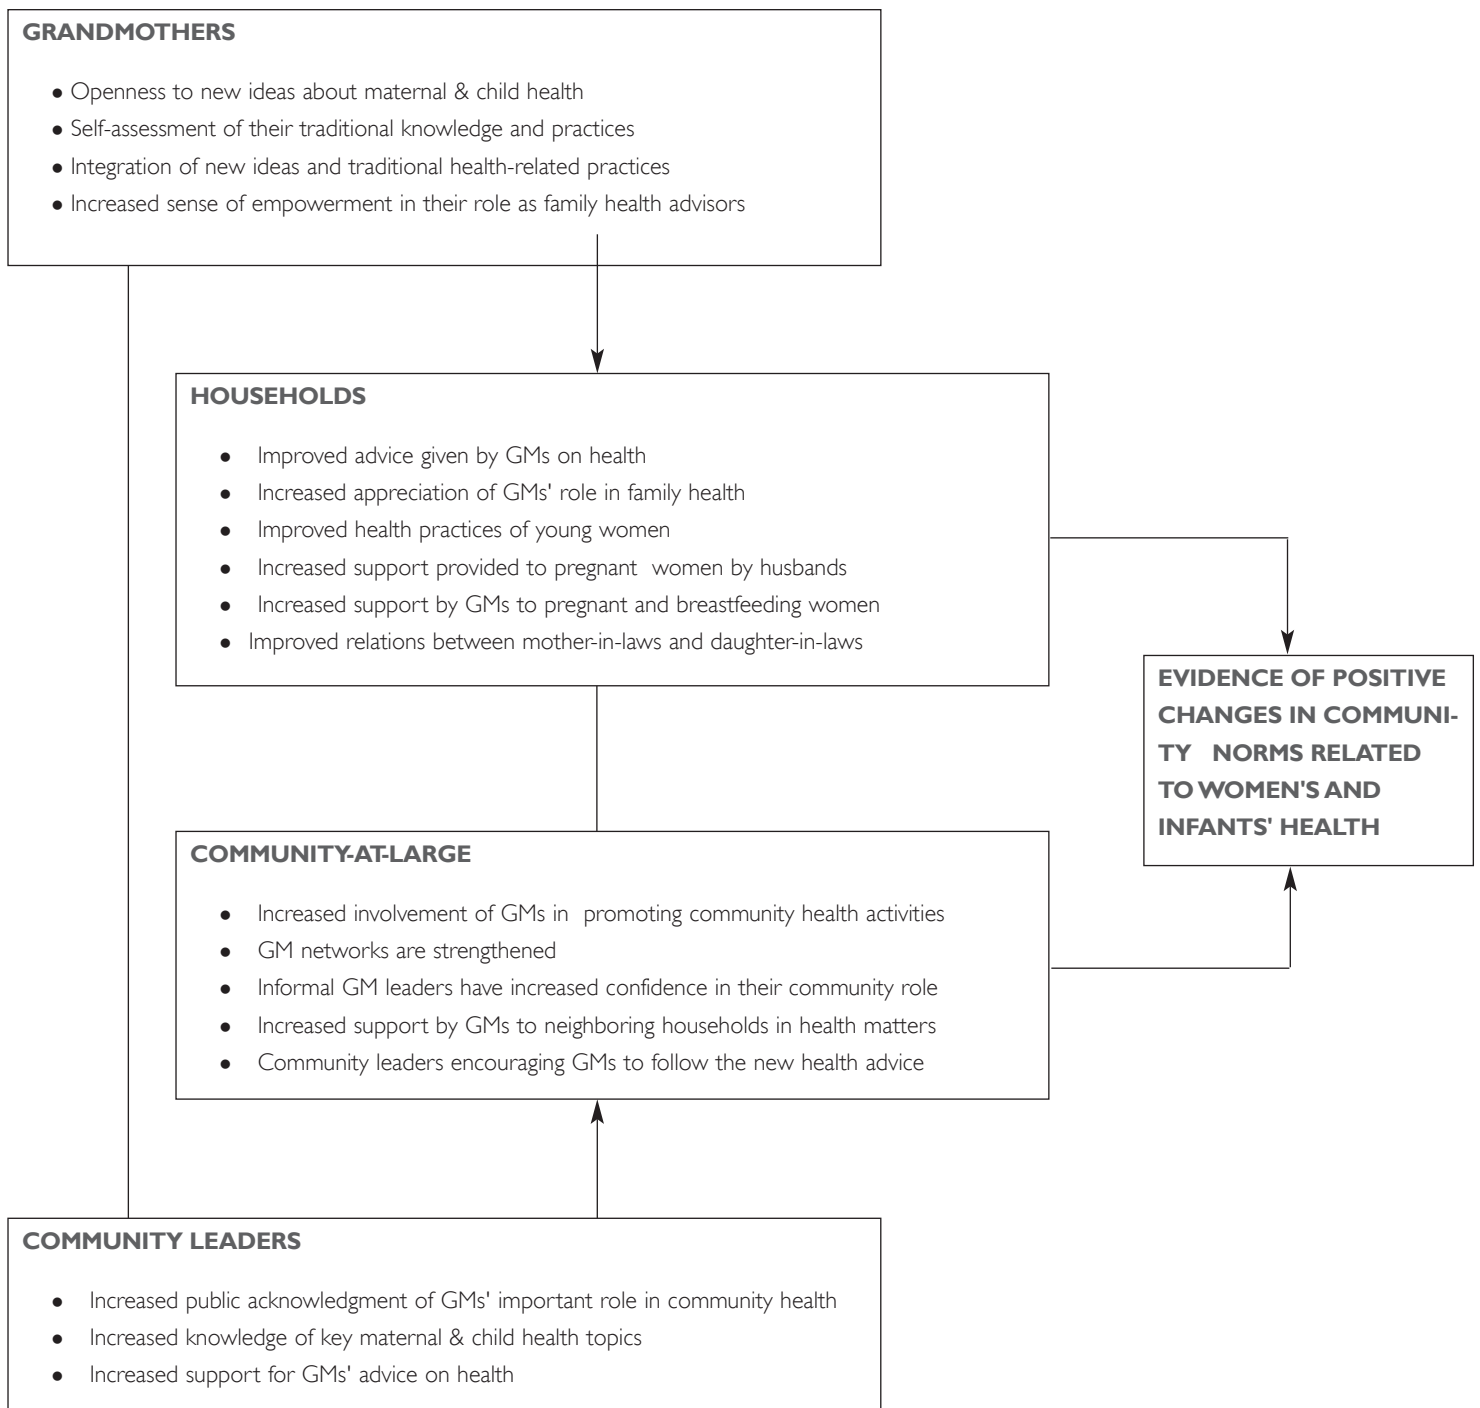 GRANDMOTHERS
● Openness to new ideas about maternal & child health
● Self-assessment of their traditional knowledge and practices
● Integration of new ideas and traditional health-related practices
● Increased sense of empowerment in their role as family health advisors
HOUSEHOLDS
● Improved advice given by GMs on health
● Increased appreciation of GMs' role in family health
● Improved health practices of young women
● Increased support provided to pregnant women by husbands
● Increased support by GMs to pregnant and breastfeeding women
● Improved relations between mother-in-laws and daughter-in-laws
EVIDENCE OF POSITIVE
CHANGES IN COMMUNI-
TY NORMS RELATED
TO WOMEN'S AND
INFANTS' HEALTH
COMMUNITY-AT-LARGE
● Increased involvement of GMs in promoting community health activities
● GM networks are strengthened
● Informal GM leaders have increased confidence in their community role
● Increased support by GMs to neighboring households in health matters
● Community leaders encouraging GMs to follow the new health advice
COMMUNITY LEADERS
● Increased public acknowledgment of GMs' important role in community health
● Increased knowledge of key maternal & child health topics
● Increased support for GMs' advice on health